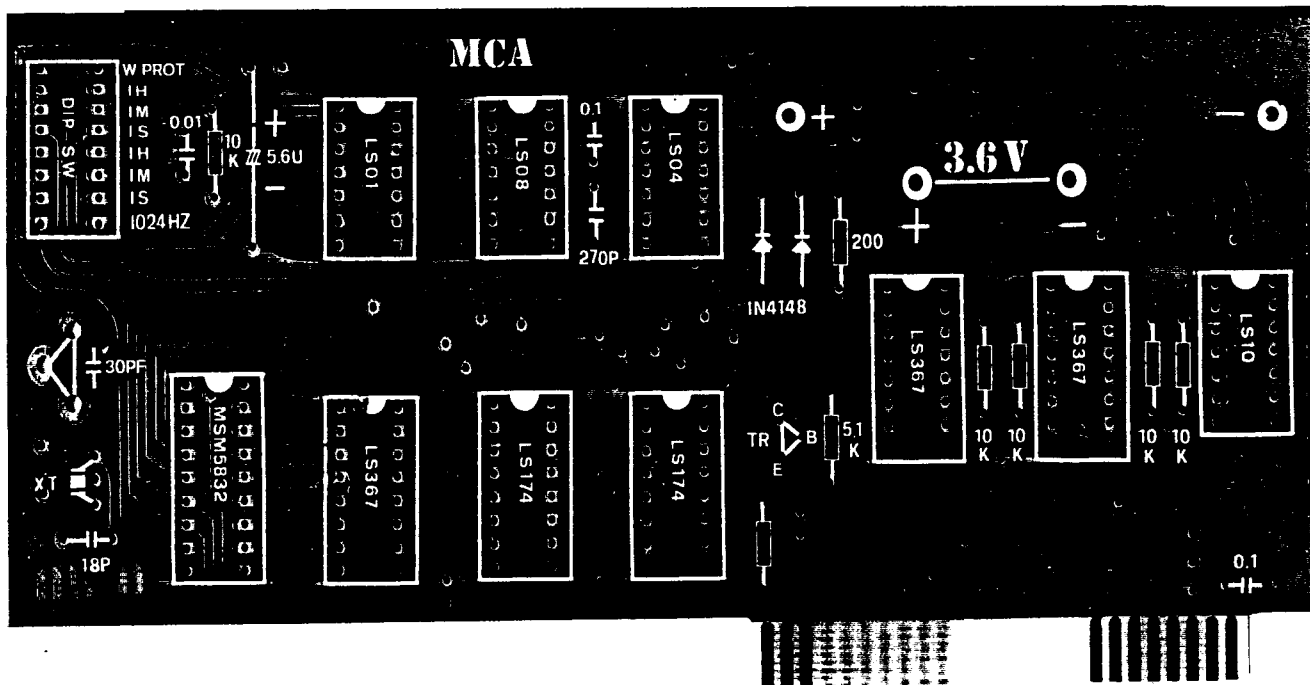 MCA
W PROT
IH
IM
IS
IH
IM
IS
1024HZ
DIP-SW
0.01
10
K
+
5.6U
-
LS01
LS08
0.1
270P
LS04
+
-
3.6 V
+
-
200
IN4148
LS367
10
K
10
K
LS367
10
K
10
K
LS10
30PF
XT
18P
MSM5832
LS367
LS174
LS174
C
TR
B
E
5.1
K
0.1